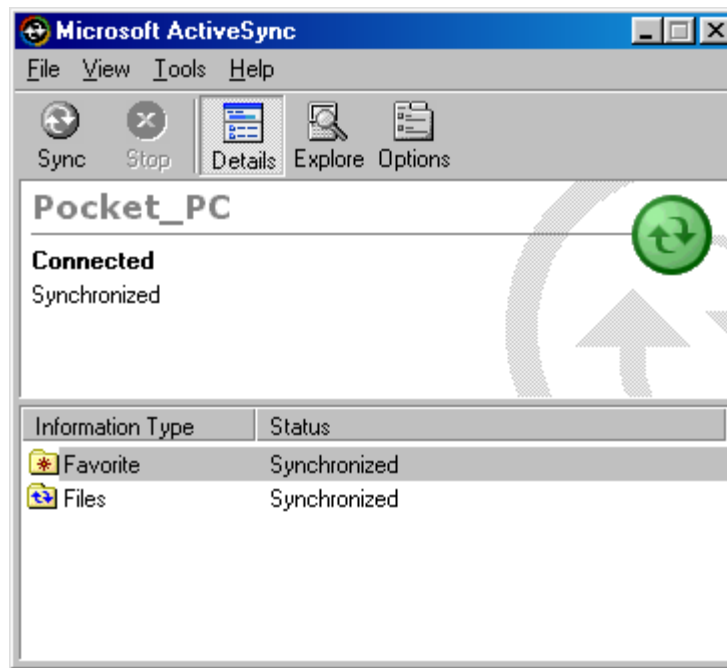 Microsoft ActiveSync
File View Tools Help
Sync Stop Details Explore Options
Pocket_PC
Connected
Synchronized
Information Type Status
Favorite Synchronized
Files Synchronized